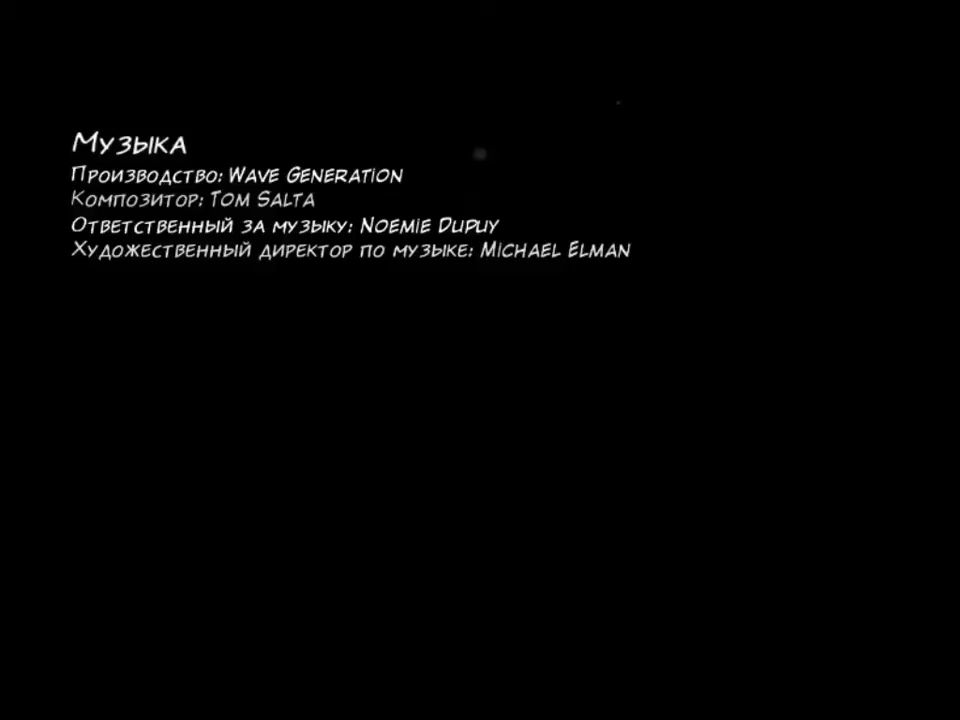 Музыка
Производство: Wave Generation
Композитор: Tom Salta
Ответственный за музыку: Noemie Dupuy
Художественный директор по музыке: Michael Elman